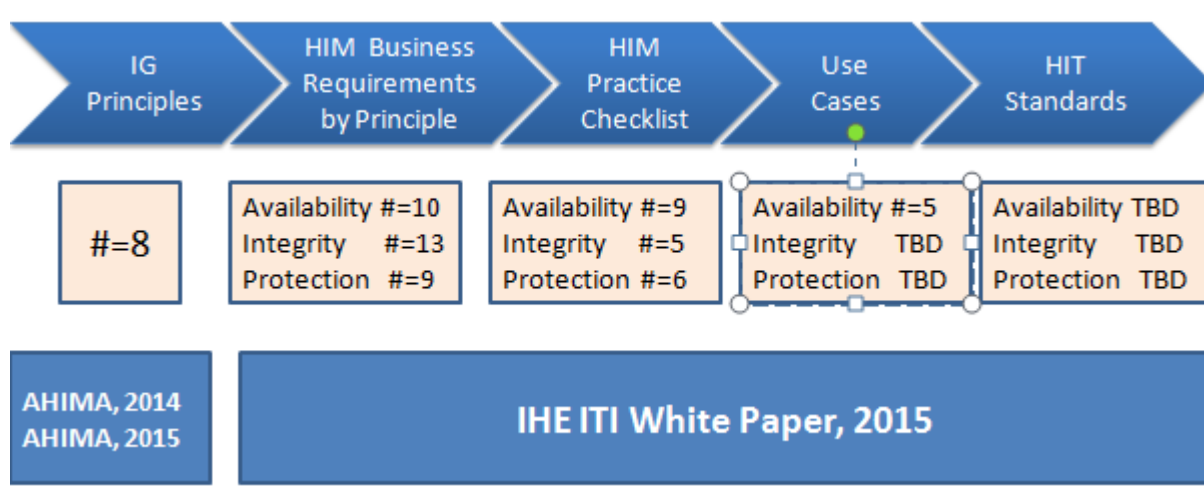 IG
Principles
HIM Business
Requirements
by Principle
HIM
Practice
Checklist
Use
Cases
HIT
Standards
#=8
Availability #=10
Integrity #=13
Protection #=9
Availability #=9
Integrity #=5
Protection #=6
Availability #=5
Integrity TBD
Protection TBD
Availability TBD
Integrity TBD
Protection TBD
AHIMA, 2014
AHIMA, 2015
IHE ITI White Paper, 2015